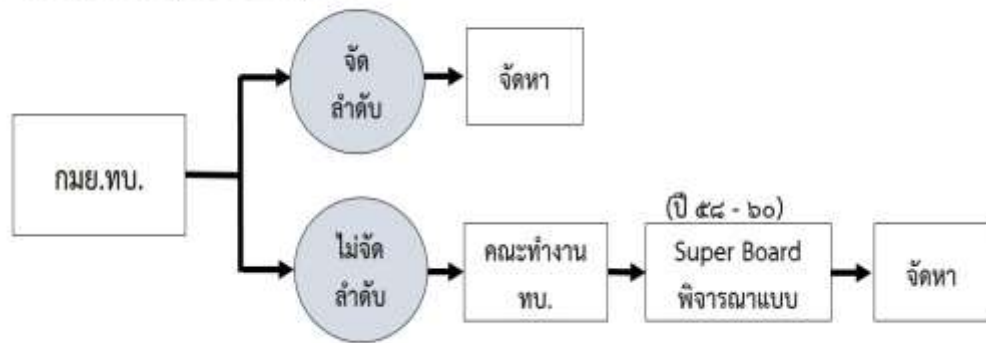 จัด
ลำดับ
จัดหา
กมย.ทบ.
(ปี ๕๘ - ๖๐)
ไม่จัด
ลำดับ
คณะทำงาน
ทบ.
Super Board
พิจารณาแบบ
จัดหา